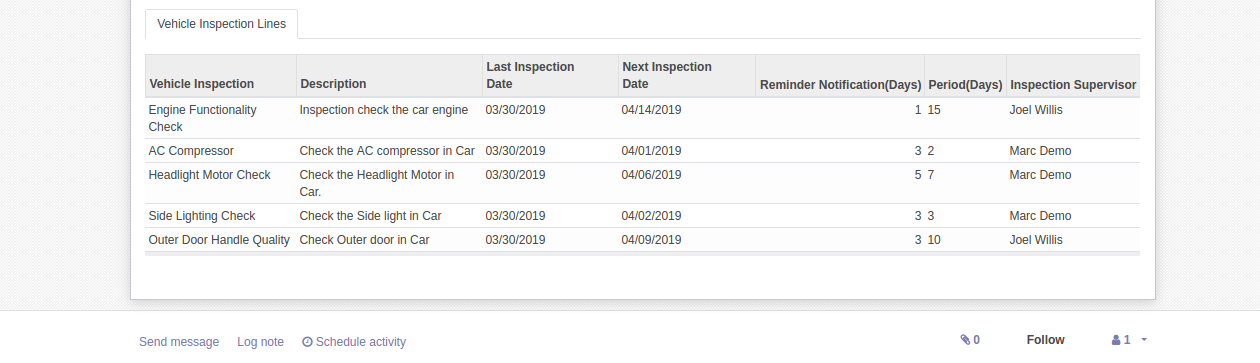 Vehicle Inspection Lines
Vehicle Inspection Description Last Inspection Date Next Inspection Date Reminder Notification(Days) Period(Days) Inspection Supervisor
Engine Functionality Check Inspection check the car engine 03/30/2019 04/14/2019 1 15 Joel Willis
AC Compressor Check the AC compressor in Car 03/30/2019 04/01/2019 3 2 Marc Demo
Headlight Motor Check Check the Headlight Motor in Car. 03/30/2019 04/06/2019 5 7 Marc Demo
Side Lighting Check Check the Side light in Car 03/30/2019 04/02/2019 3 3 Marc Demo
Outer Door Handle Quality Check Outer door in Car 03/30/2019 04/09/2019 3 10 Joel Willis
Send message Log note Schedule activity 0 Follow 1